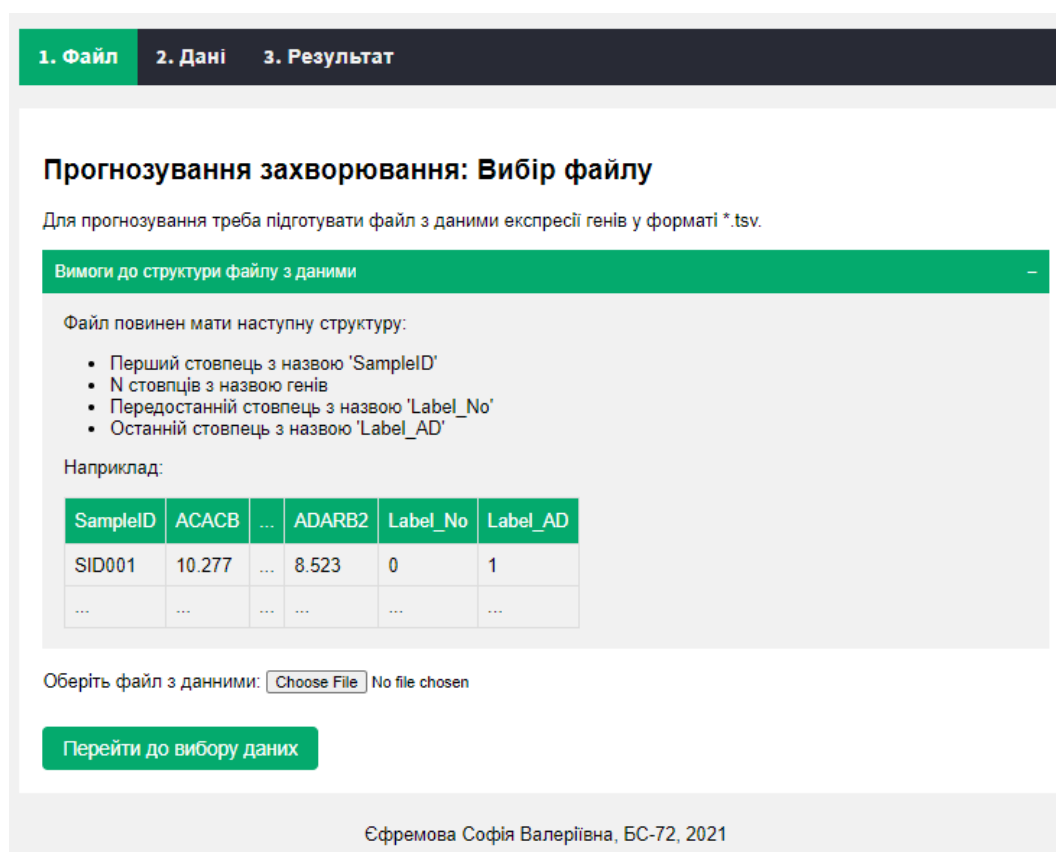 1. Файл 2. Дані 3. Результат
Прогнозування захворювання: Вибір файлу
Для прогнозування треба підготувати файл з даними експресії генів у форматі *.tsv.
Вимоги до структури файлу з даними –
Файл повинен мати наступну структуру:
• Перший стовпець з назвою 'SampleID'
• N стовпців з назвою генів
• Передостанній стовпець з назвою 'Label_No'
• Останній стовпець з назвою 'Label_AD'
Наприклад:
SampleID ACACB ... ADARB2 Label_No Label_AD
SID001 10.277 ... 8.523 0 1
... ... ... ... ... ...
Оберіть файл з данними: Choose File No file chosen
Перейти до вибору даних
Єфремова Софія Валеріївна, БС-72, 2021